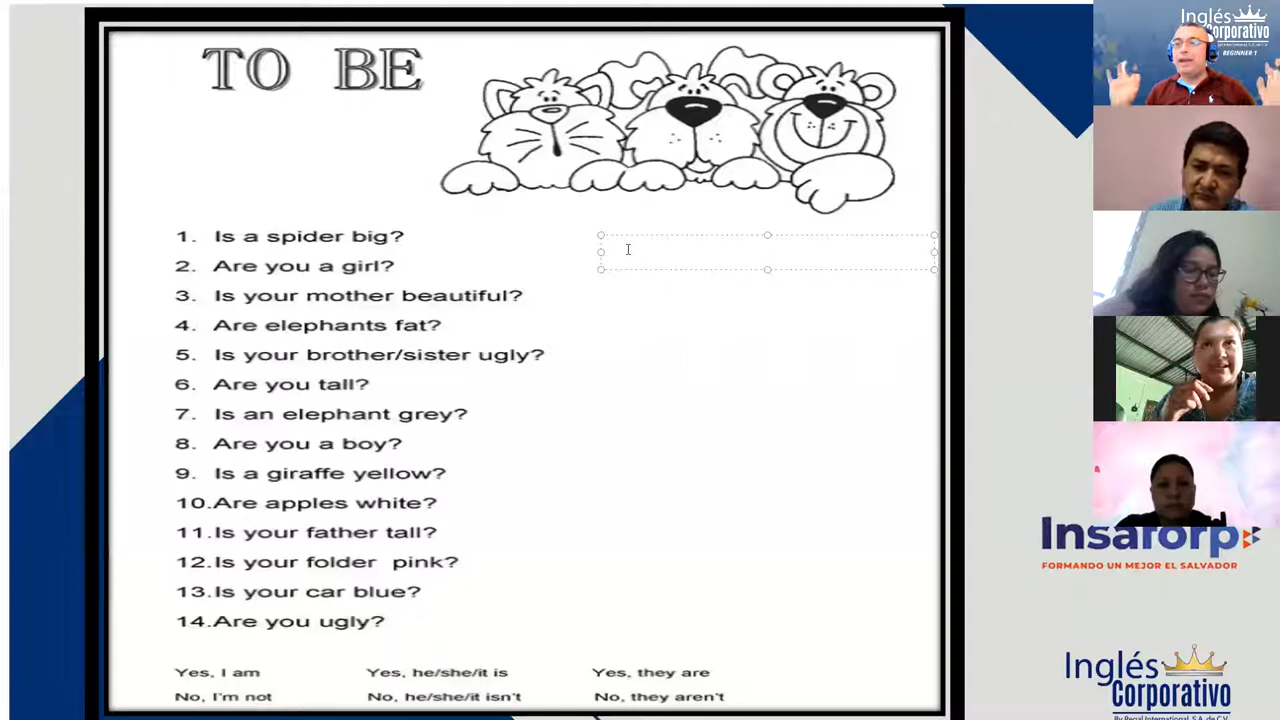 TO BE
1. Is a spider big?
2. Are you a girl?
3. Is your mother beautiful?
4. Are elephants fat?
5. Is your brother/sister ugly?
6. Are you tall?
7. Is an elephant grey?
8. Are you a boy?
9. Is a giraffe yellow?
10.Are apples white?
11.Is your father tall?
12.Is your folder pink?
13.Is your car blue?
14.Are you ugly?
Yes, I am Yes, he/she/it is Yes, they are
No, I'm not No, he/she/it isn't No, they aren't
Inglés
Corporativo
BEGINNER 1
Insaforp
FORMANDO UN MEJOR EL SALVADOR
Inglés
Corporativo
By Regal International, S.A. de C.V.